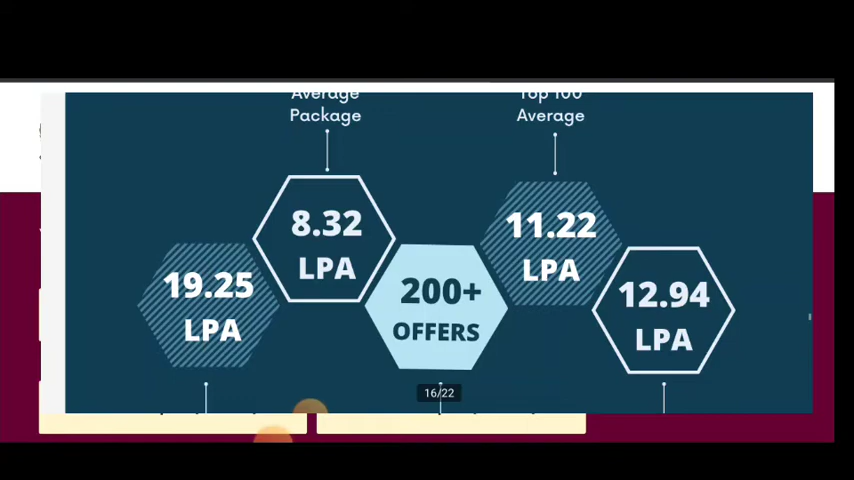 Average
Package
Top 100
Average
19.25
LPA
8.32
LPA
200+
OFFERS
11.22
LPA
12.94
LPA
16/22